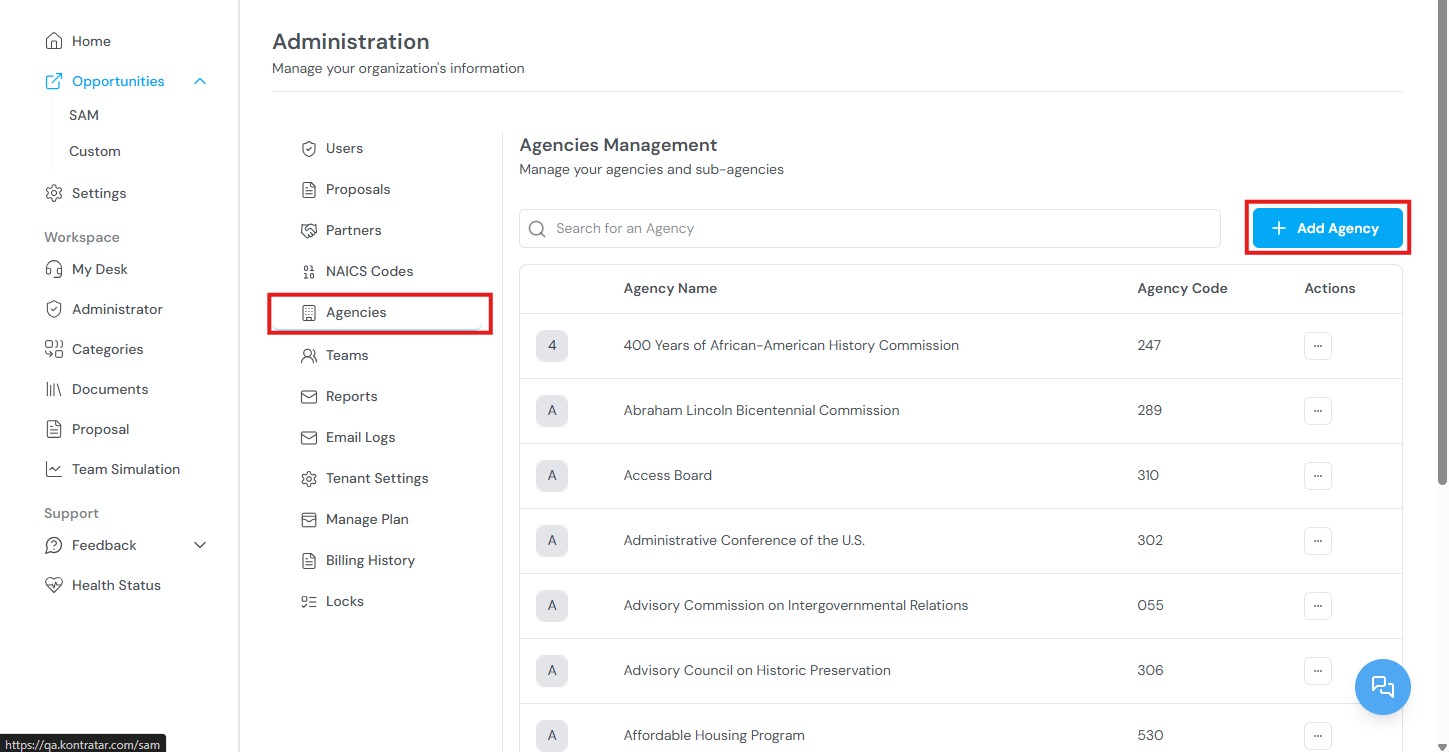 Home
Opportunities
SAM
Custom
Settings
Workspace
My Desk
Administrator
Categories
Documents
Proposal
Team Simulation
Support
Feedback
Health Status
https://qa.kontratar.com/sam
Administration
Manage your organization's information
Users
Proposals
Partners
NAICS Codes
Agencies
Teams
Reports
Email Logs
Tenant Settings
Manage Plan
Billing History
Locks
Agencies Management
Manage your agencies and sub-agencies
Search for an Agency
+ Add Agency
Agency Name Agency Code Actions
4 400 Years of African-American History Commission 247 ...
A Abraham Lincoln Bicentennial Commission 289 ...
A Access Board 310 ...
A Administrative Conference of the U.S. 302 ...
A Advisory Commission on Intergovernmental Relations 055 ...
A Advisory Council on Historic Preservation 306 ...
A Affordable Housing Program 530 ...